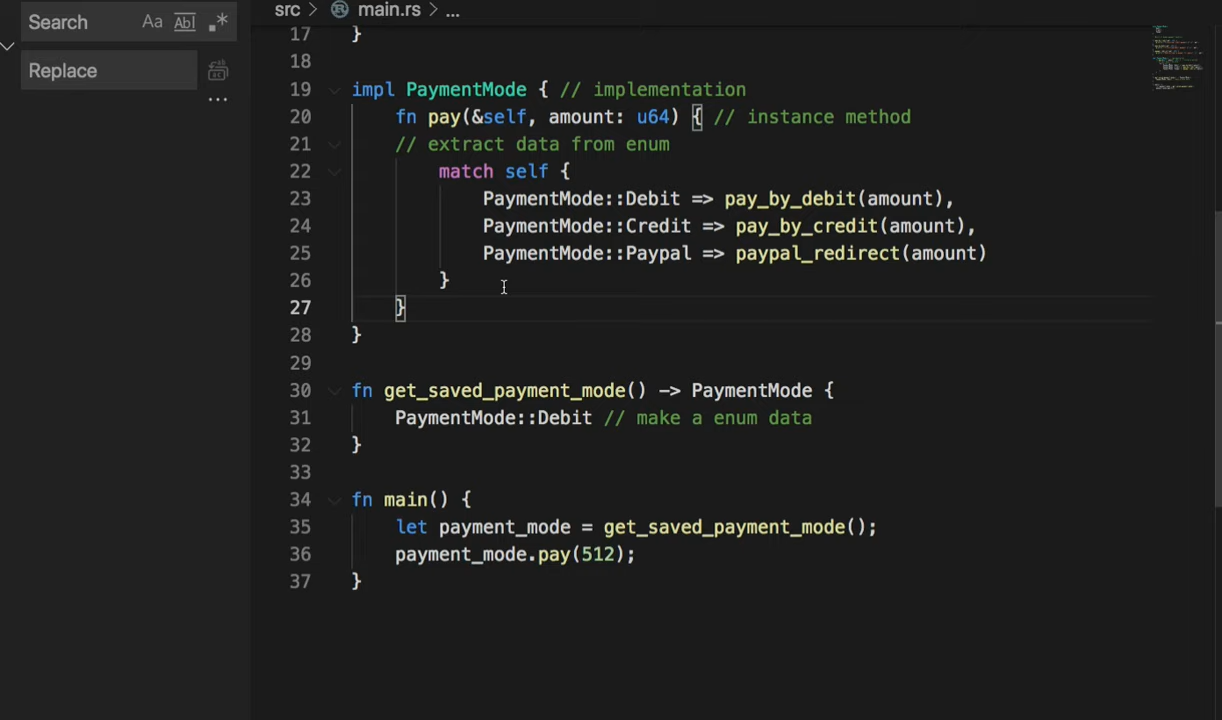 Search Aa Abl .*
Replace
...
src > main.rs > ...
17 }
18
19 impl PaymentMode { // implementation
20 fn pay(&self, amount: u64) { // instance method
21 // extract data from enum
22 match self {
23 PaymentMode::Debit => pay_by_debit(amount),
24 PaymentMode::Credit => pay_by_credit(amount),
25 PaymentMode::Paypal => paypal_redirect(amount)
26 }
27 }
28 }
29
30 fn get_saved_payment_mode() -> PaymentMode {
31 PaymentMode::Debit // make a enum data
32 }
33
34 fn main() {
35 let payment_mode = get_saved_payment_mode();
36 payment_mode.pay(512);
37 }